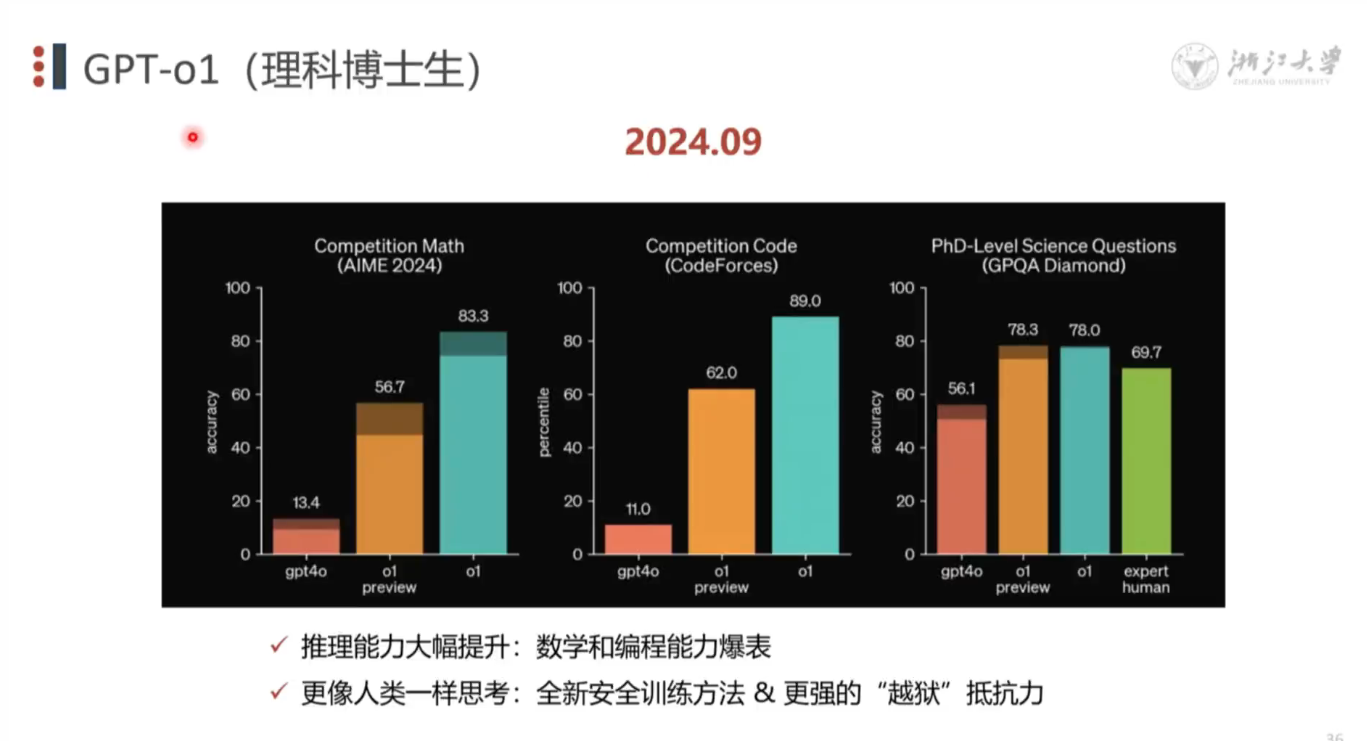 GPT-o1（理科博士生）
浙江大学
ZHEJIANG UNIVERSITY
2024.09
Competition Math
(AIME 2024)
100
80
60
40
20
0
accuracy
13.4
56.7
83.3
gpt4o
o1
preview
o1
Competition Code
(CodeForces)
100
80
60
40
20
0
percentile
11.0
62.0
89.0
gpt4o
o1
preview
o1
PhD-Level Science Questions
(GPQA Diamond)
100
80
60
40
20
0
accuracy
56.1
78.3
78.0
69.7
gpt4o
o1
preview
o1
expert
human
✓ 推理能力大幅提升：数学和编程能力爆表
✓ 更像人类一样思考：全新安全训练方法 & 更强的“越狱”抵抗力
36